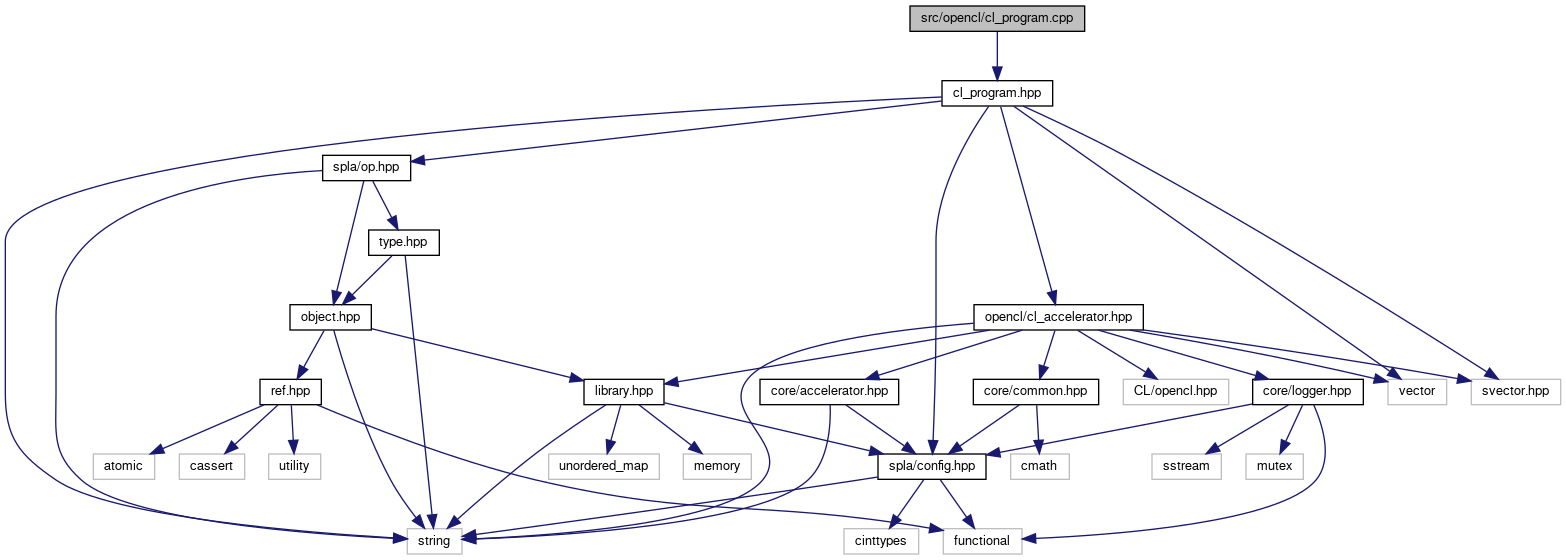 src/opencl/cl_program.cpp
cl_program.hpp
spla/op.hpp
type.hpp
object.hpp
opencl/cl_accelerator.hpp
ref.hpp
library.hpp
core/accelerator.hpp
core/common.hpp
CL/opencl.hpp
core/logger.hpp
vector
svector.hpp
atomic
cassert
utility
unordered_map
memory
spla/config.hpp
cmath
sstream
mutex
string
cinttypes
functional